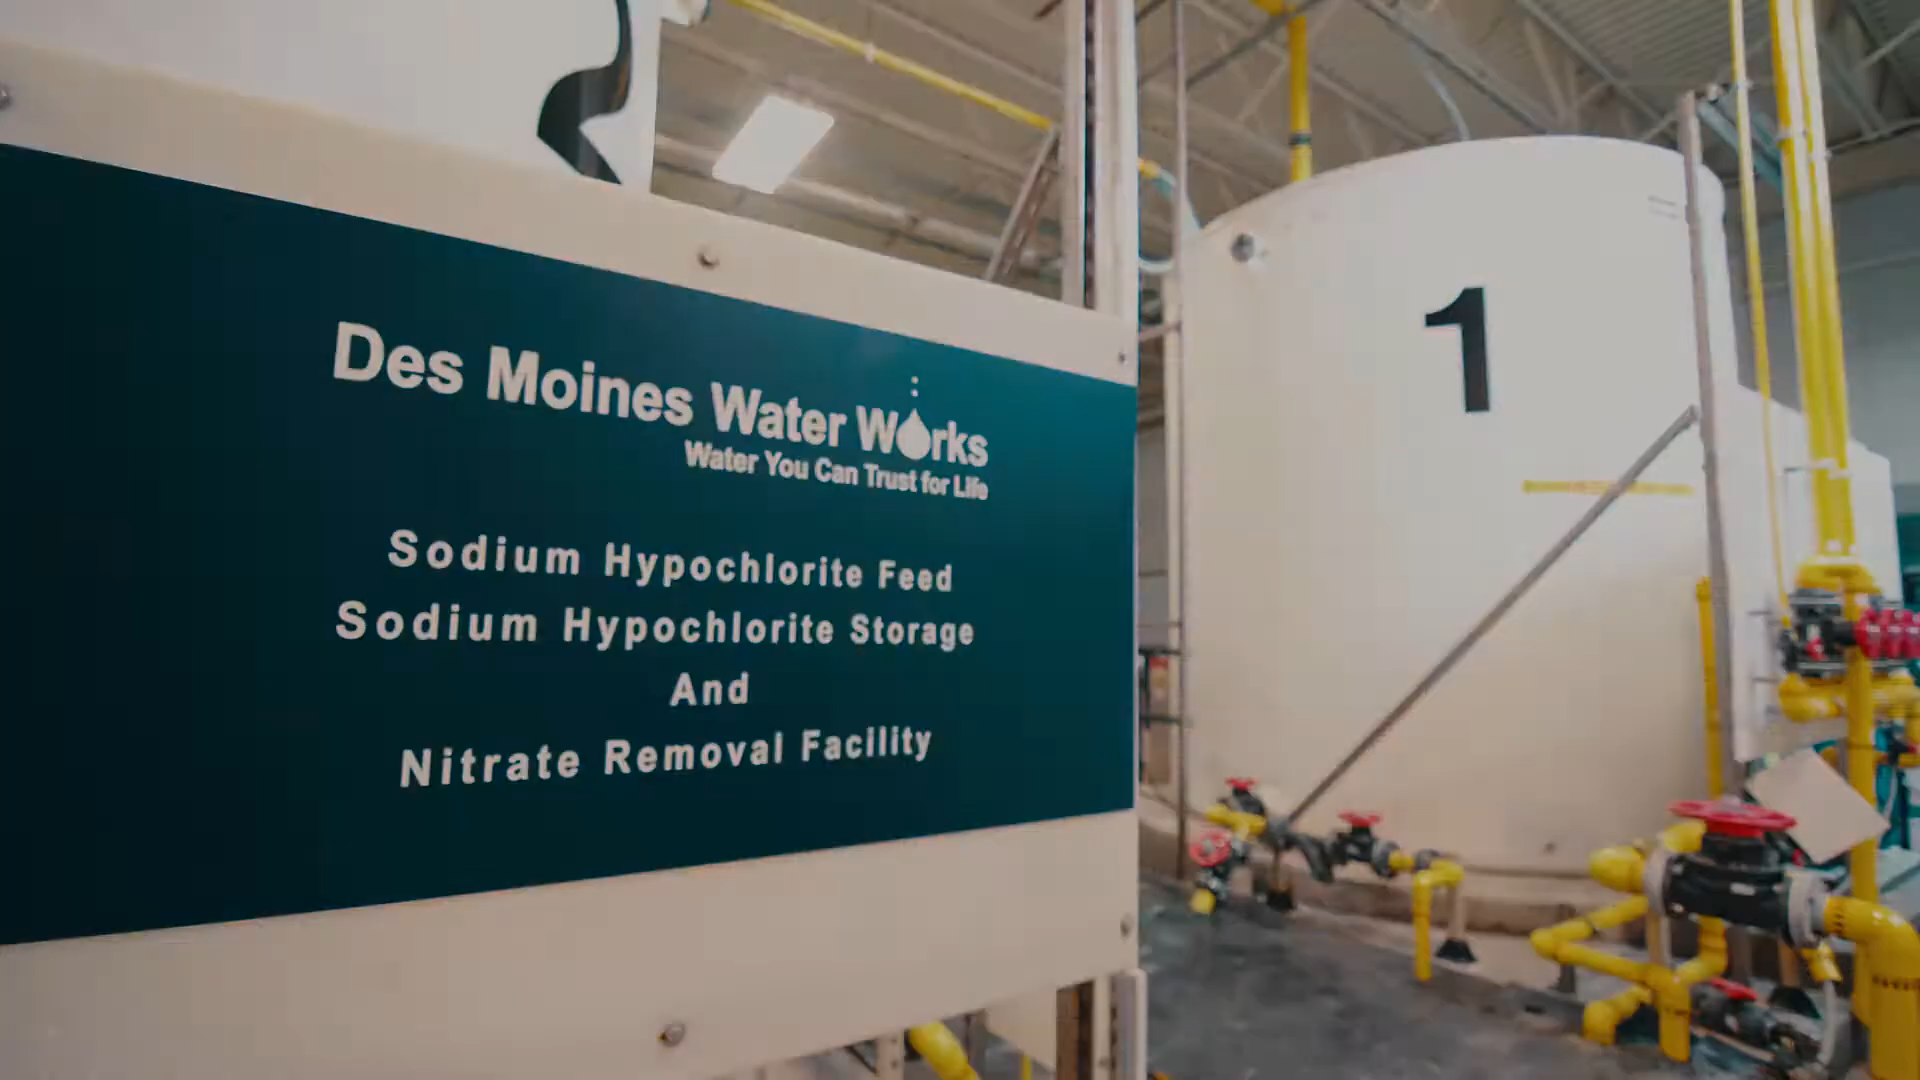 Des Moines Water Works
Water You Can Trust for Life
Sodium Hypochlorite Feed
Sodium Hypochlorite Storage
And
Nitrate Removal Facility
1